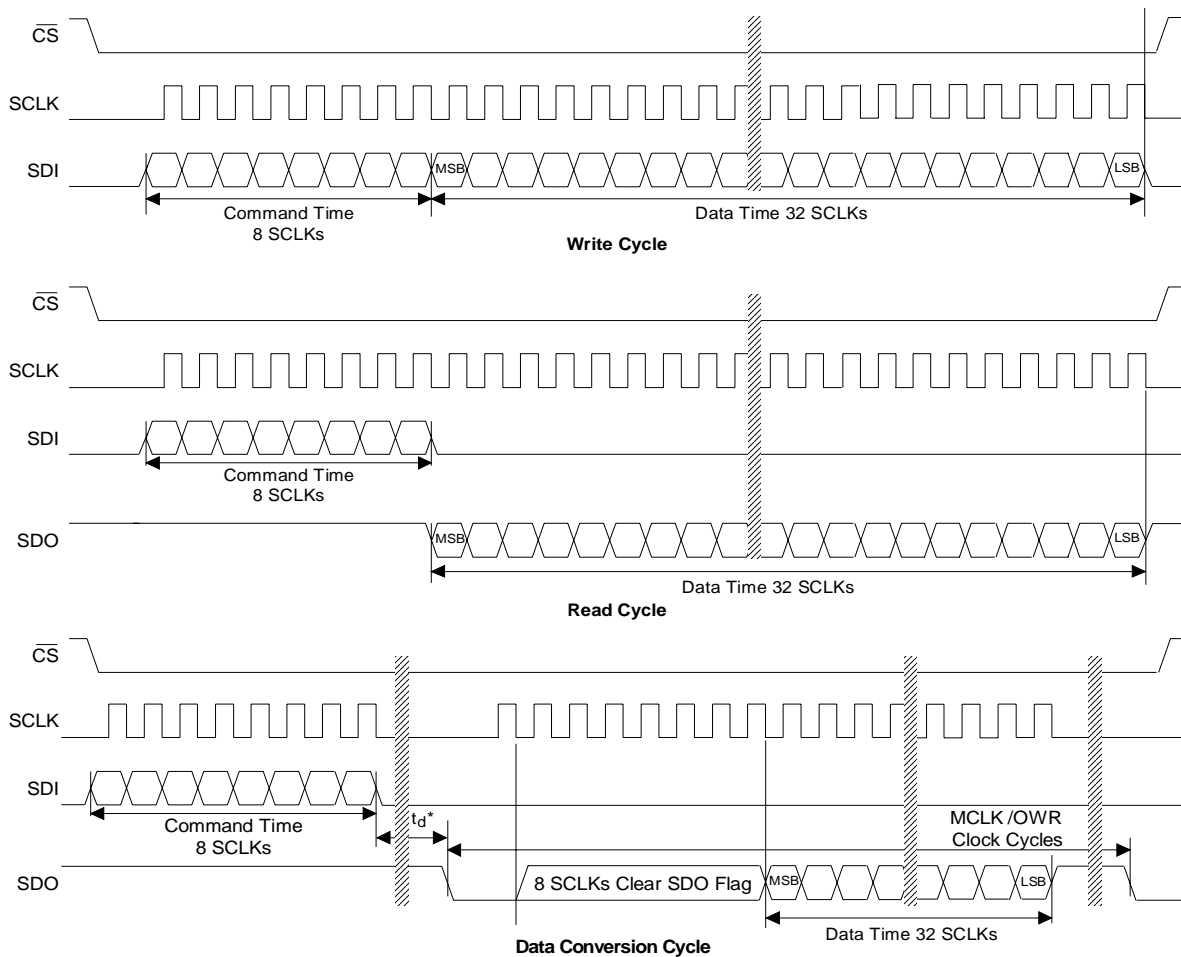 CS
SCLK
SDI
MSB
LSB
Command Time
8 SCLKs
Data Time 32 SCLKs
Write Cycle
CS
SCLK
SDI
Command Time
8 SCLKs
SDO
MSB
LSB
Data Time 32 SCLKs
Read Cycle
CS
SCLK
SDI
Command Time
8 SCLKs
td*
MCLK /OWR
Clock Cycles
SDO
8 SCLKs Clear SDO Flag
MSB
LSB
Data Time 32 SCLKs
Data Conversion Cycle